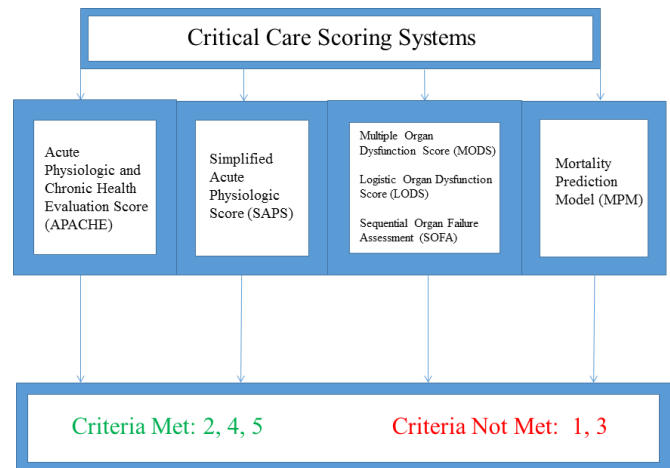 Critical Care Scoring Systems
Acute
Physiologic and
Chronic Health
Evaluation Score
(APACHE)
Simplified
Acute
Physiologic
Score (SAPS)
Multiple Organ
Dysfunction Score (MODS)
Logistic Organ Dysfunction
Score (LODS)
Sequential Organ Failure
Assessment (SOFA)
Mortality
Prediction
Model (MPM)
Criteria Met: 2, 4, 5
Criteria Not Met: 1, 3